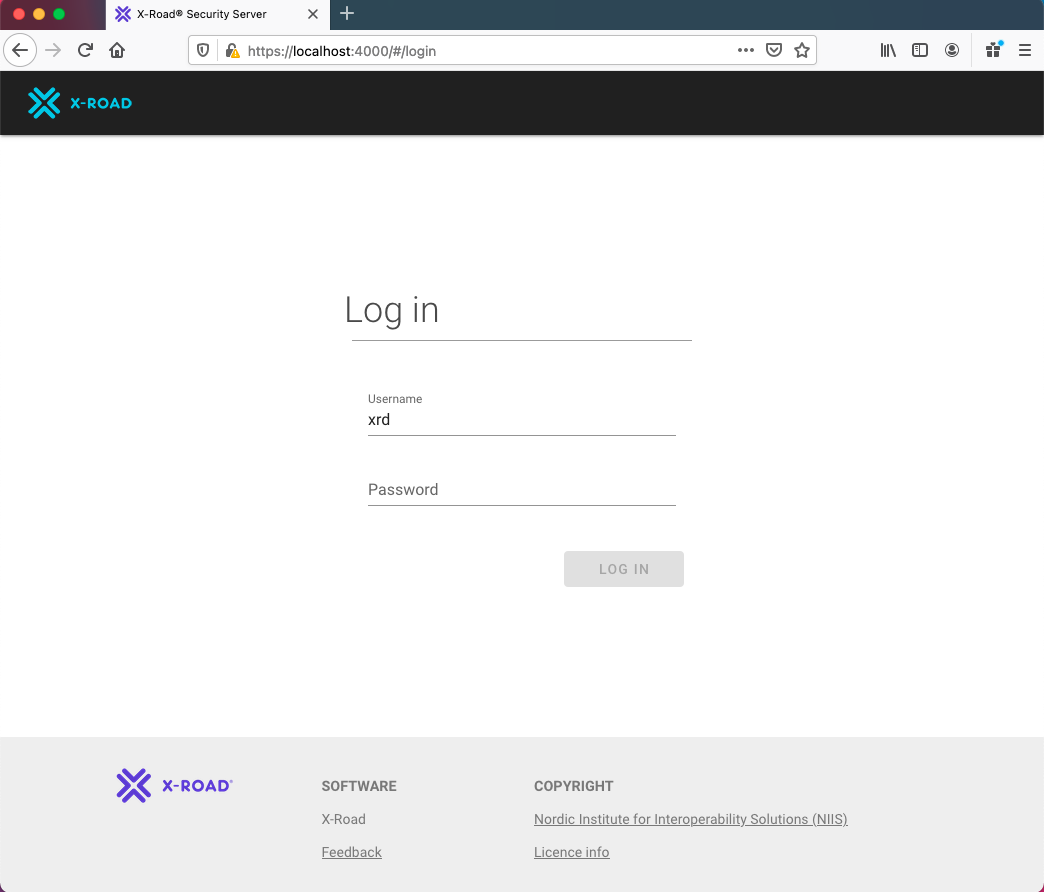 X-Road® Security Server
https://localhost:4000/#/login
X-ROAD
Log in
Username
xrd
Password
LOG IN
X-ROAD®
SOFTWARE
X-Road
Feedback
COPYRIGHT
Nordic Institute for Interoperability Solutions (NIIS)
Licence info